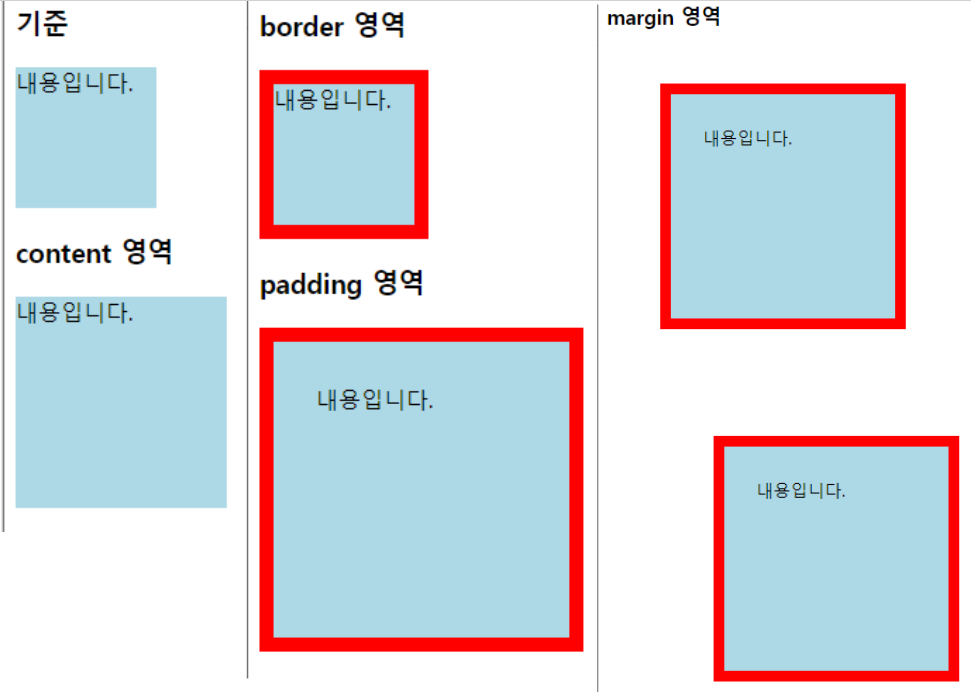 기준
내용입니다.
content 영역
내용입니다.
border 영역
내용입니다.
padding 영역
내용입니다.
margin 영역
내용입니다.
내용입니다.